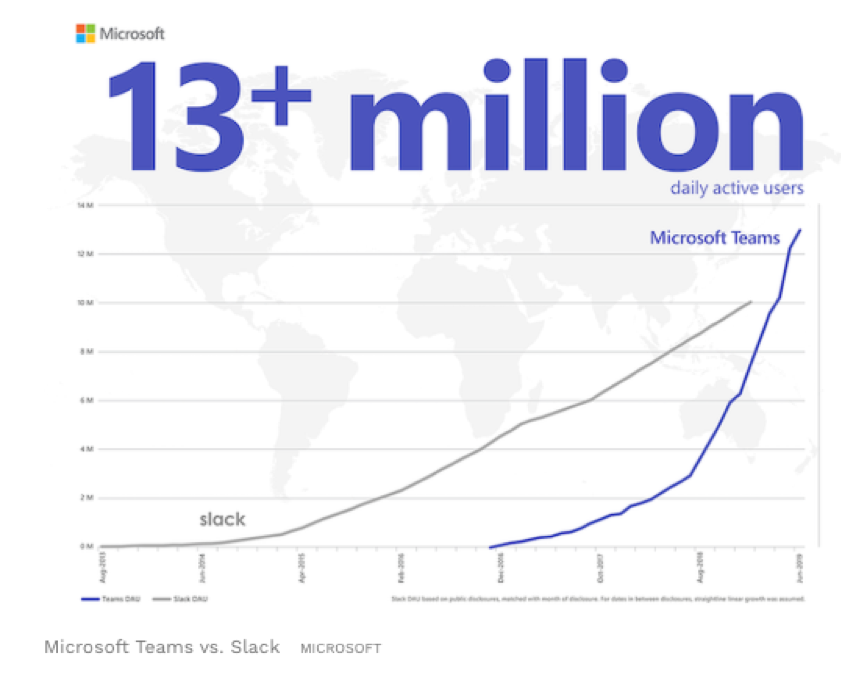 Microsoft
13+ million
daily active users
14 M
Microsoft Teams
12 M
10 M
8 M
6 M
4 M
2 M
slack
0 M
Aug-2013
Jun-2014
Apr-2015
Feb-2016
Dec-2016
Oct-2017
Aug-2018
Jun-2019
Teams DAU
Slack DAU
Slack DAU based on public disclosures, matched with month of disclosure. For dates in between disclosures, straightline linear growth was assumed.
Microsoft Teams vs. Slack MICROSOFT